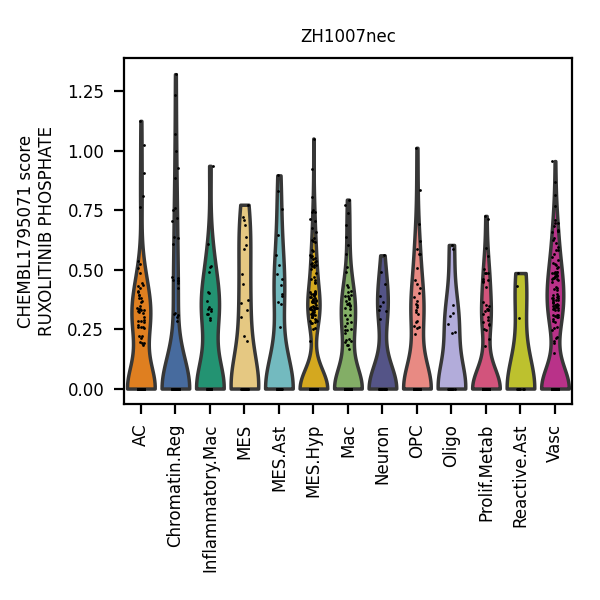 ZH1007nec
CHEMBL1795071 score
RUXOLITINIB PHOSPHATE
1.25
1.00
0.75
0.50
0.25
0.00
AC
Chromatin.Reg
Inflammatory.Mac
MES
MES.Ast
MES.Hyp
Mac
Neuron
OPC
Oligo
Prolif.Metab
Reactive.Ast
Vasc